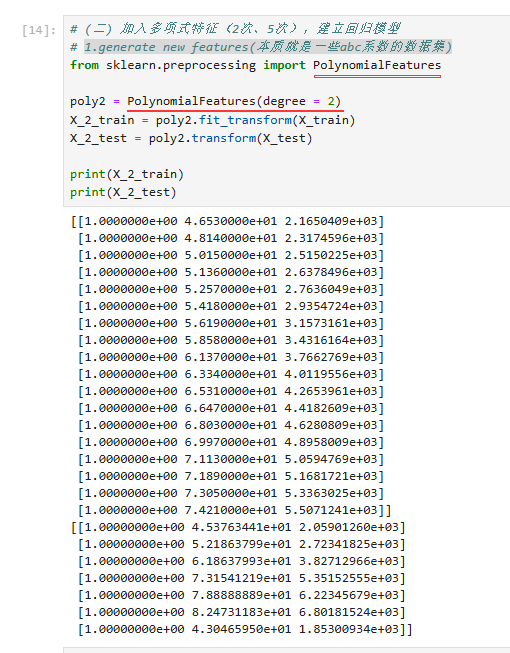 [14]: # (二) 加入多项式特征（2次、5次），建立回归模型
# 1.generate new features(本质就是一些abc系数的数据集)
from sklearn.preprocessing import PolynomialFeatures
poly2 = PolynomialFeatures(degree = 2)
X_2_train = poly2.fit_transform(X_train)
X_2_test = poly2.transform(X_test)
print(X_2_train)
print(X_2_test)
[[1.0000000e+00 4.6530000e+01 2.1650409e+03]
[1.0000000e+00 4.8140000e+01 2.3174596e+03]
[1.0000000e+00 5.0150000e+01 2.5150225e+03]
[1.0000000e+00 5.1360000e+01 2.6378496e+03]
[1.0000000e+00 5.2570000e+01 2.7636049e+03]
[1.0000000e+00 5.4180000e+01 2.9354724e+03]
[1.0000000e+00 5.6190000e+01 3.1573161e+03]
[1.0000000e+00 5.8580000e+01 3.4316164e+03]
[1.0000000e+00 6.1370000e+01 3.7662769e+03]
[1.0000000e+00 6.3340000e+01 4.0119556e+03]
[1.0000000e+00 6.5310000e+01 4.2653961e+03]
[1.0000000e+00 6.6470000e+01 4.4182609e+03]
[1.0000000e+00 6.8030000e+01 4.6280809e+03]
[1.0000000e+00 6.9970000e+01 4.8958009e+03]
[1.0000000e+00 7.1130000e+01 5.0594769e+03]
[1.0000000e+00 7.1890000e+01 5.1681721e+03]
[1.0000000e+00 7.3050000e+01 5.3363025e+03]
[1.0000000e+00 7.4210000e+01 5.5071241e+03]]
[[1.00000000e+00 4.53763441e+01 2.05901260e+03]
[1.00000000e+00 5.21863799e+01 2.72341825e+03]
[1.00000000e+00 6.18637993e+01 3.82712966e+03]
[1.00000000e+00 7.31541219e+01 5.35152555e+03]
[1.00000000e+00 7.88888889e+01 6.22345679e+03]
[1.00000000e+00 8.24731183e+01 6.80181524e+03]
[1.00000000e+00 4.30465950e+01 1.85300934e+03]]